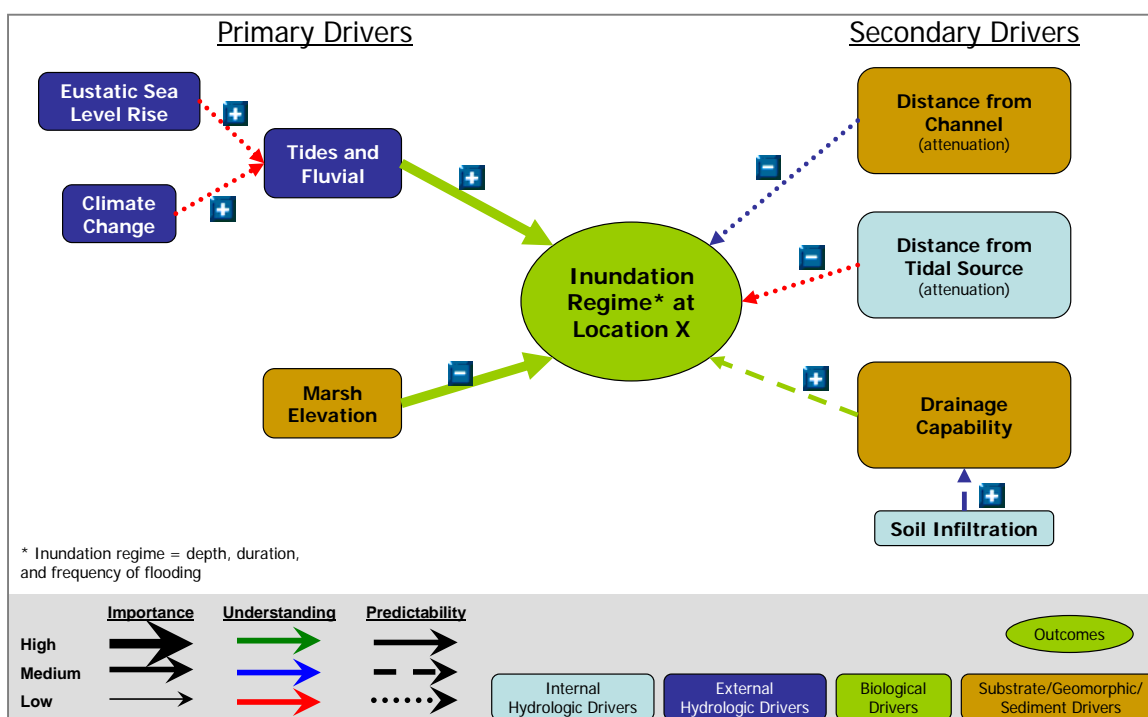 Primary Drivers
Secondary Drivers
Eustatic Sea
Level Rise
+
Climate
Change
+
Tides and
Fluvial
+
Marsh
Elevation
−
Inundation
Regime* at
Location X
Distance from
Channel
(attenuation)
−
Distance from
Tidal Source
(attenuation)
−
Drainage
Capability
+
Soil Infiltration
+
* Inundation regime = depth, duration,
and frequency of flooding
Importance Understanding Predictability
High
Medium
Low
Outcomes
Internal
Hydrologic Drivers
External
Hydrologic Drivers
Biological
Drivers
Substrate/Geomorphic/
Sediment Drivers